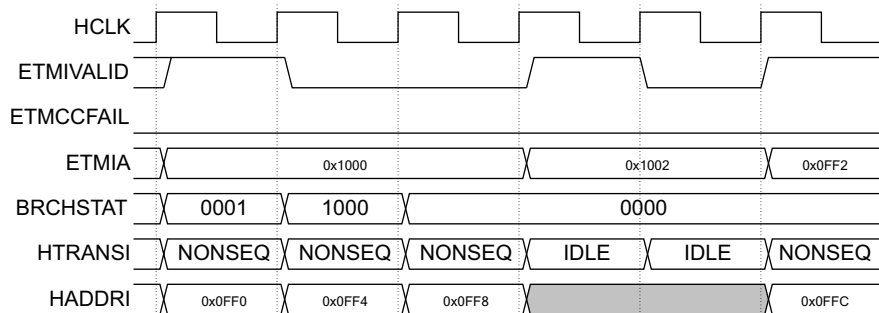 HCLK
ETMIVALID
ETMCCFAIL
ETMIA 0x1000 0x1002 0x0FF2
BRCHSTAT 0001 1000 0000
HTRANSI NONSEQ NONSEQ NONSEQ IDLE IDLE NONSEQ
HADDRI 0x0FF0 0x0FF4 0x0FF8 0x0FFC